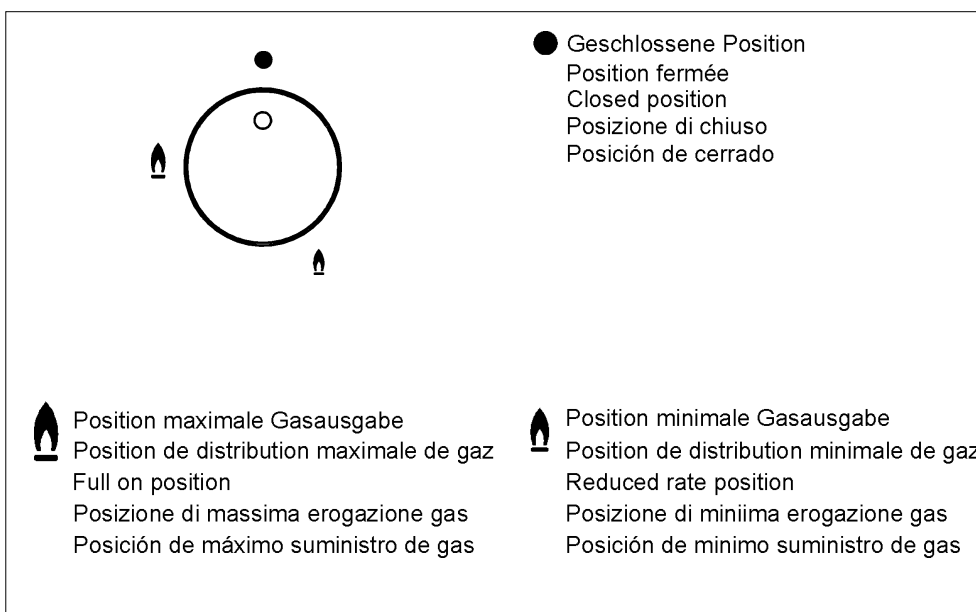 Geschlossene Position
Position fermée
Closed position
Posizione di chiuso
Posición de cerrado
Position maximale Gasausgabe
Position de distribution maximale de gaz
Full on position
Posizione di massima erogazione gas
Posición de máximo suministro de gas
Position minimale Gasausgabe
Position de distribution minimale de gaz
Reduced rate position
Posizione di miniima erogazione gas
Posición de minimo suministro de gas